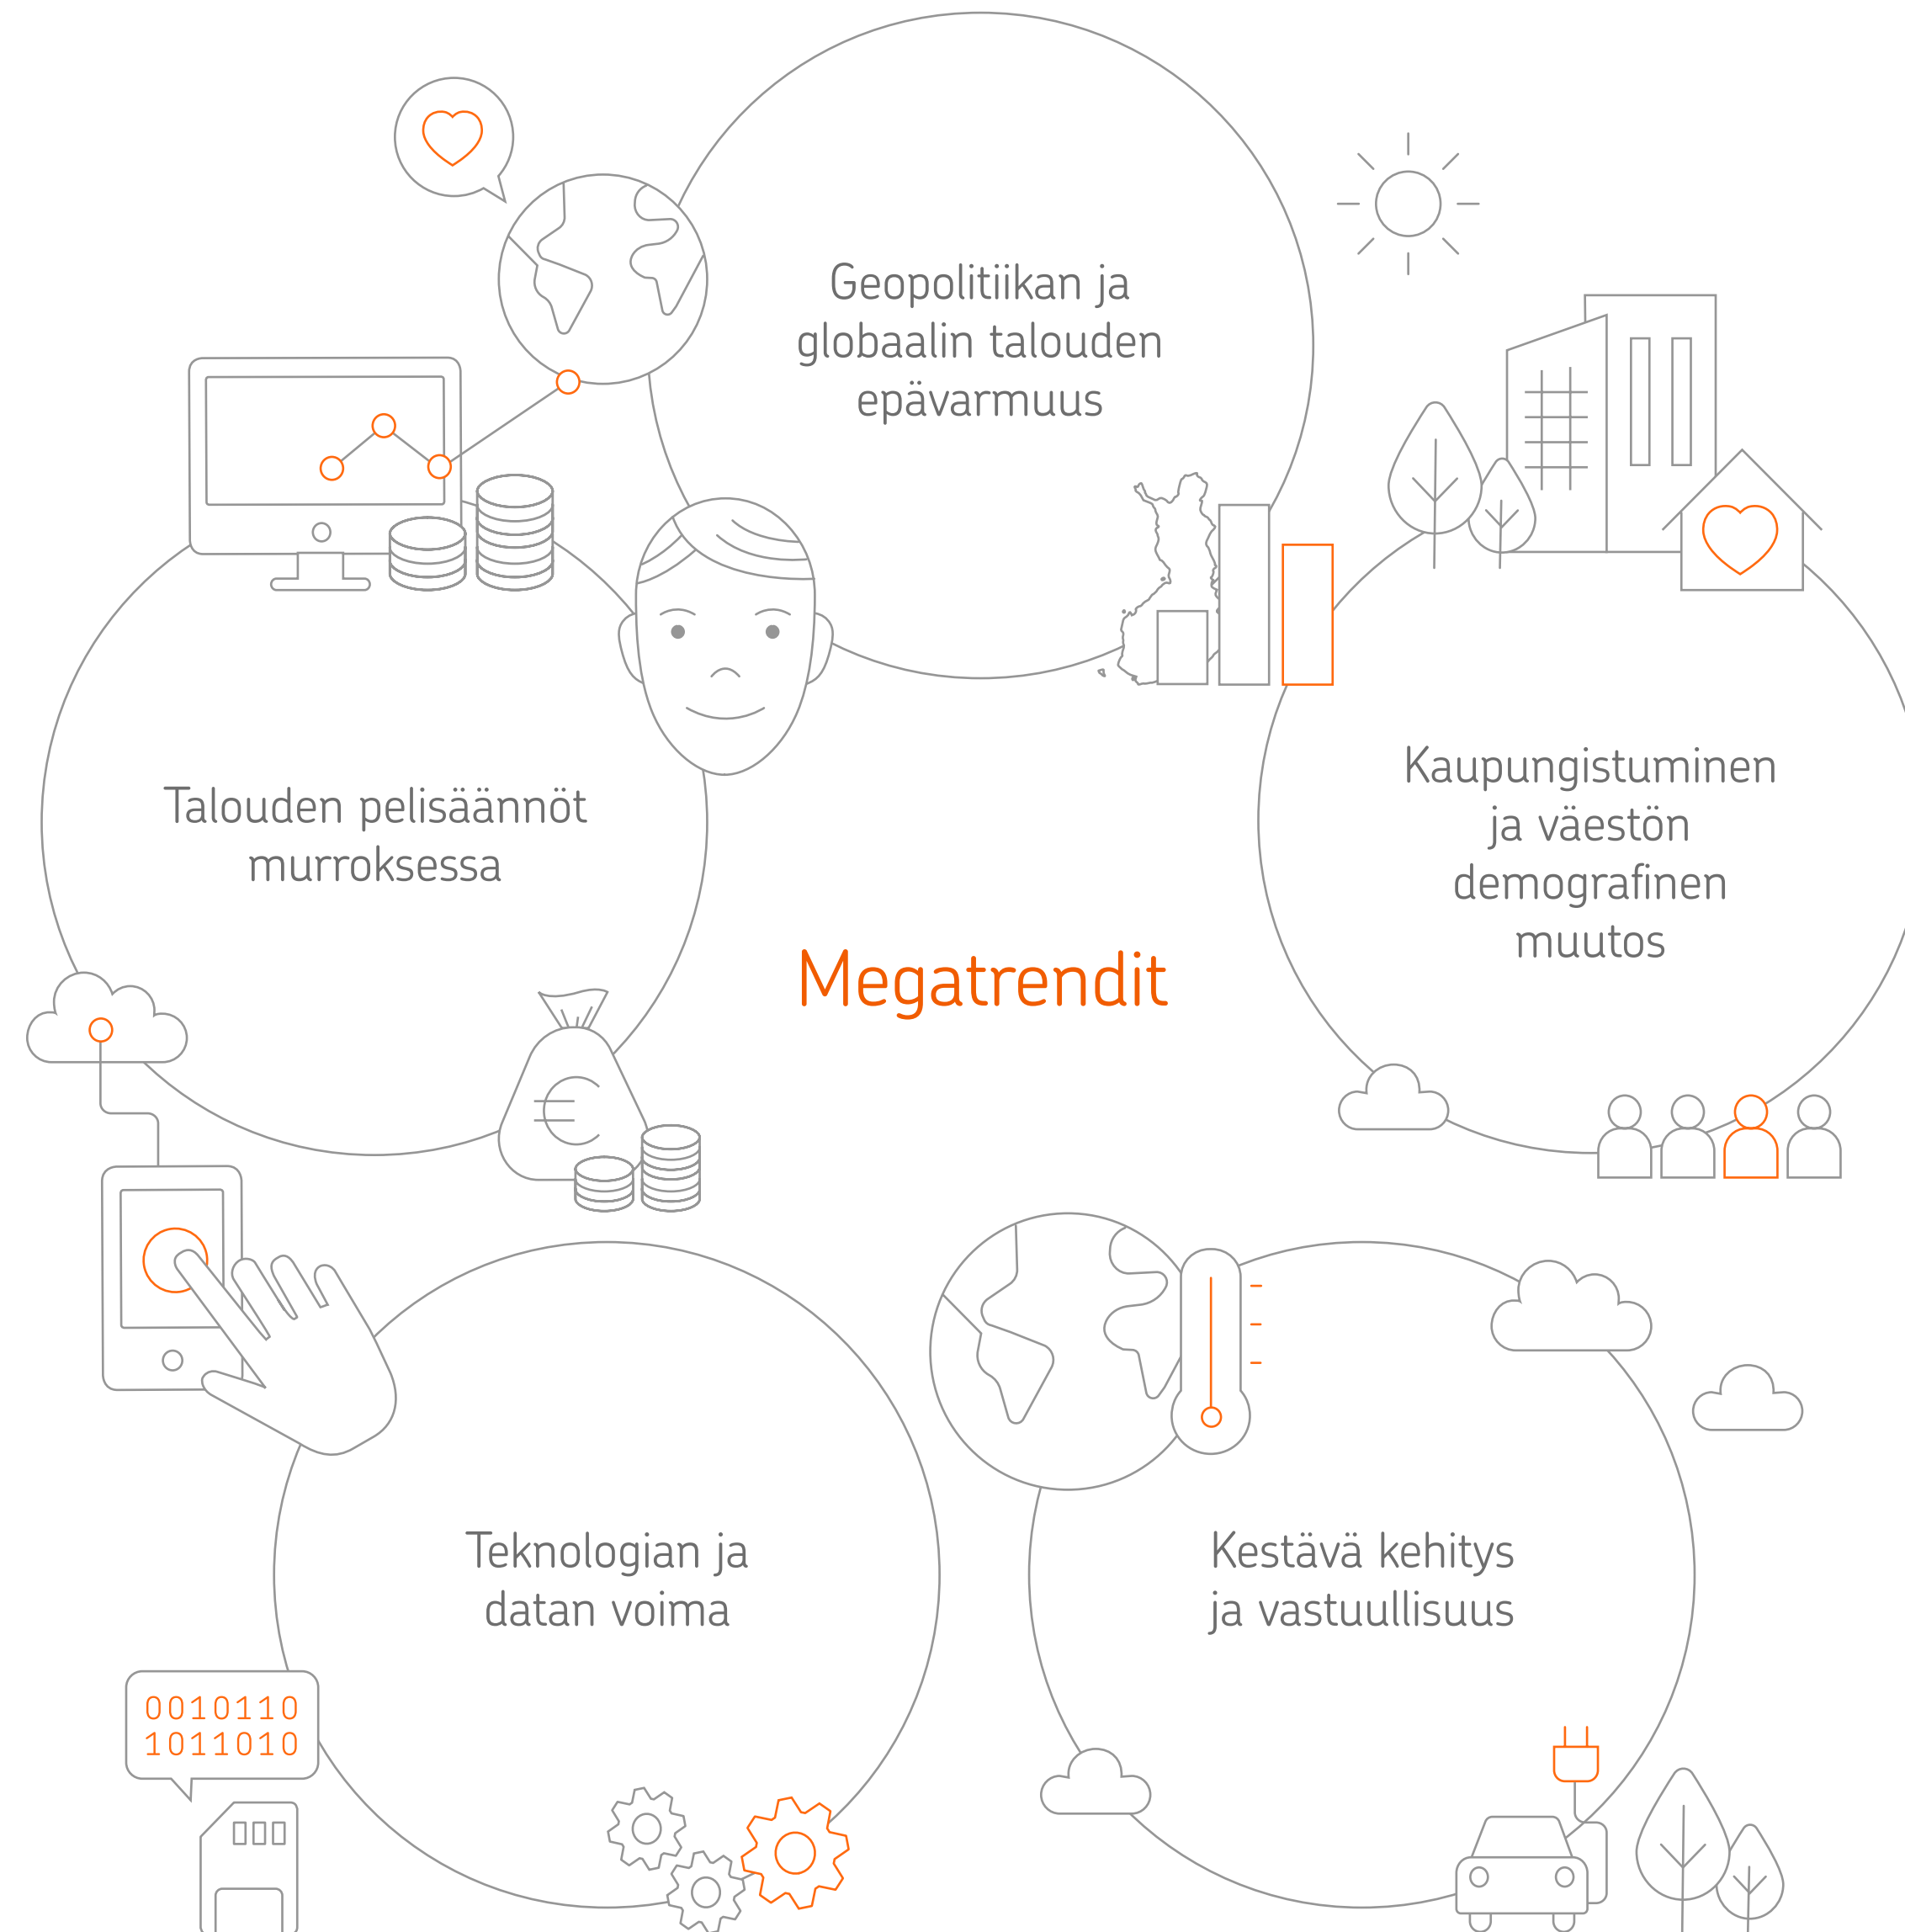 Geopolitiikan ja
globaalin talouden
epävarmuus
Talouden pelisäännöt
murroksessa
Kaupungistuminen
ja väestön
demografinen
muutos
Megatrendit
€
Teknologian ja
datan voima
Kestävä kehitys
ja vastuullisuus
0010110
1011010